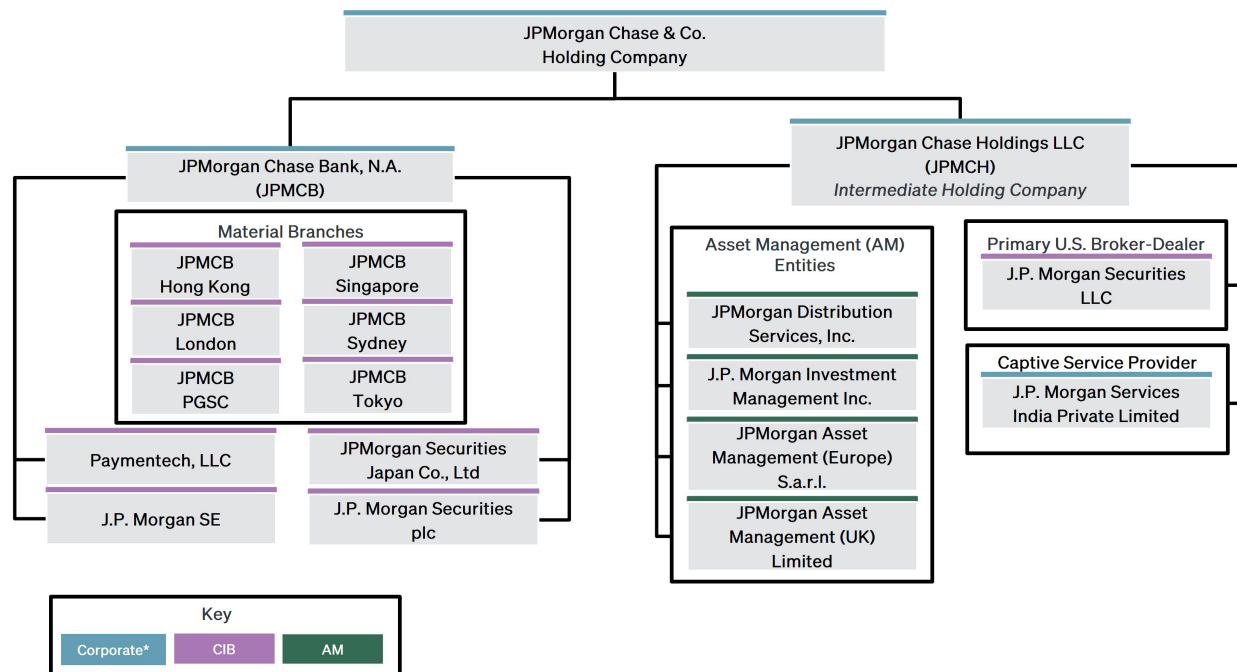 JPMorgan Chase & Co.
Holding Company
JPMorgan Chase Bank, N.A.
(JPMCB)
Material Branches
JPMCB
Hong Kong
JPMCB
Singapore
JPMCB
London
JPMCB
Sydney
JPMCB
PGSC
JPMCB
Tokyo
Paymentech, LLC
JPMorgan Securities
Japan Co., Ltd
J.P. Morgan SE
J.P. Morgan Securities
plc
JPMorgan Chase Holdings LLC
(JPMCH)
Intermediate Holding Company
Asset Management (AM)
Entities
JPMorgan Distribution
Services, Inc.
J.P. Morgan Investment
Management Inc.
JPMorgan Asset
Management (Europe)
S.a.r.l.
JPMorgan Asset
Management (UK)
Limited
Primary U.S. Broker-Dealer
J.P. Morgan Securities
LLC
Captive Service Provider
J.P. Morgan Services
India Private Limited
Key
Corporate*
CIB
AM